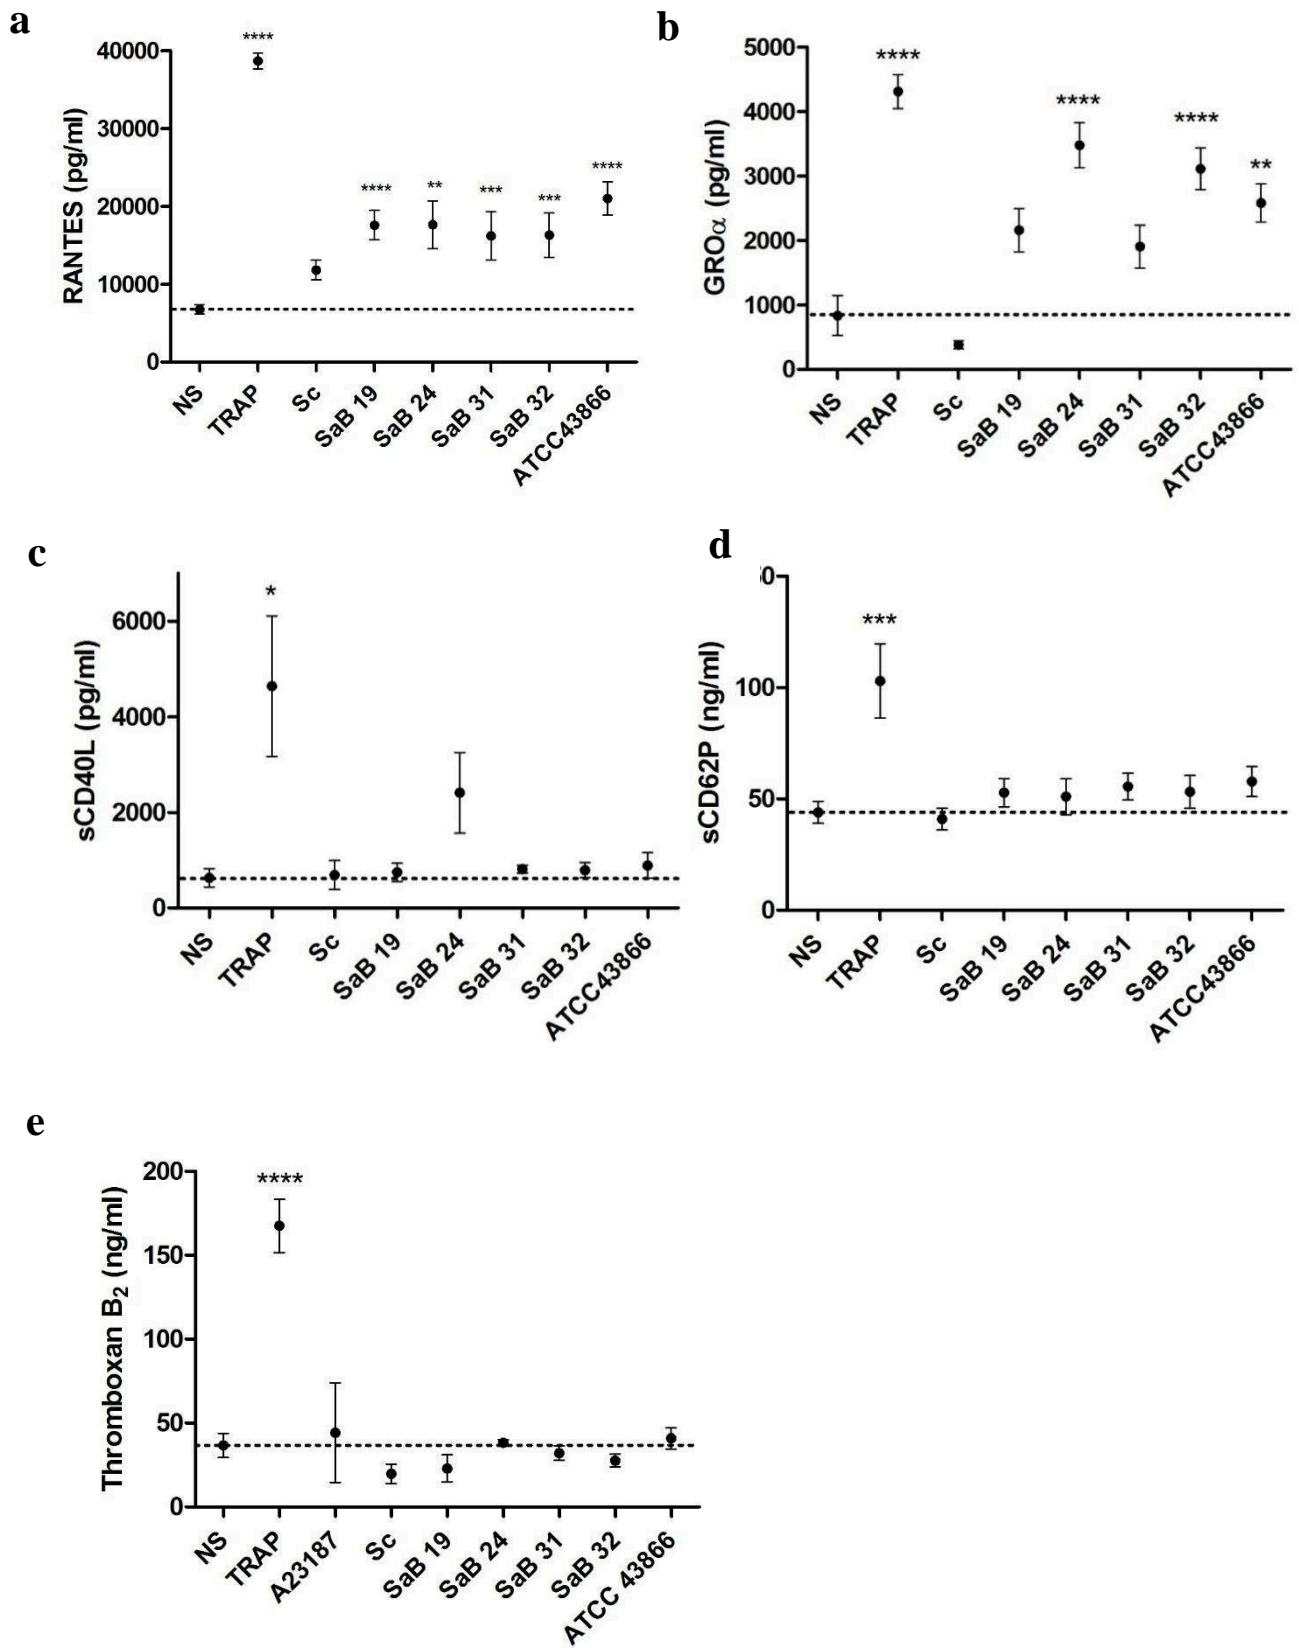 a
RANTES (pg/ml)
40000
30000
20000
10000
0
****
****
**
***
***
****
NS
TRAP
Sc
SaB 19
SaB 24
SaB 31
SaB 32
ATCC43866
b
GROα (pg/ml)
5000
4000
3000
2000
1000
0
****
****
****
**
NS
TRAP
Sc
SaB 19
SaB 24
SaB 31
SaB 32
ATCC43866
c
sCD40L (pg/ml)
6000
4000
2000
0
*
NS
TRAP
Sc
SaB 19
SaB 24
SaB 31
SaB 32
ATCC43866
d
sCD62P (ng/ml)
100
50
0
***
NS
TRAP
Sc
SaB 19
SaB 24
SaB 31
SaB 32
ATCC43866
e
Thromboxan B₂ (ng/ml)
200
150
100
50
0
****
NS
TRAP
A23187
Sc
SaB 19
SaB 24
SaB 31
SaB 32
ATCC 43866